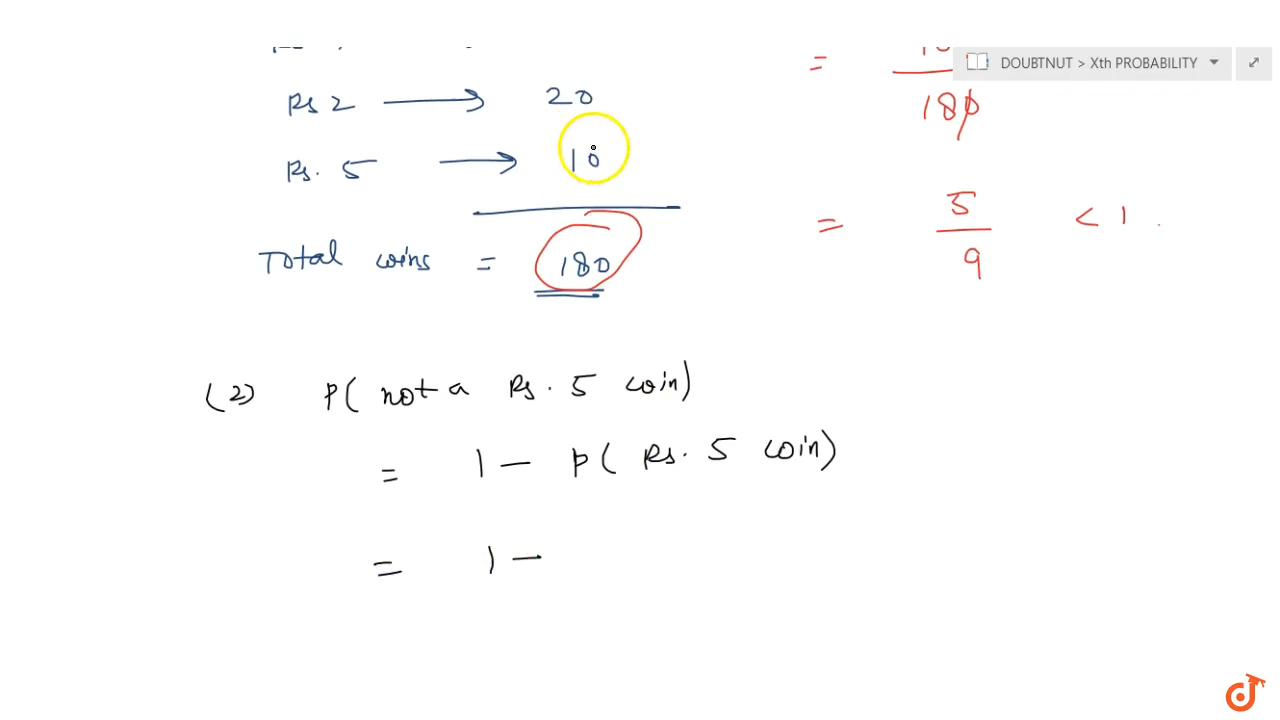 DOUBTNUT > Xth PROBABILITY
Rs 2 → 20
Rs. 5 → 10
Total coins = 180
=
180
= 5/9 < 1.
(2) P( not a Rs. 5 coin)
= 1 - P( Rs. 5 coin)
= 1 -